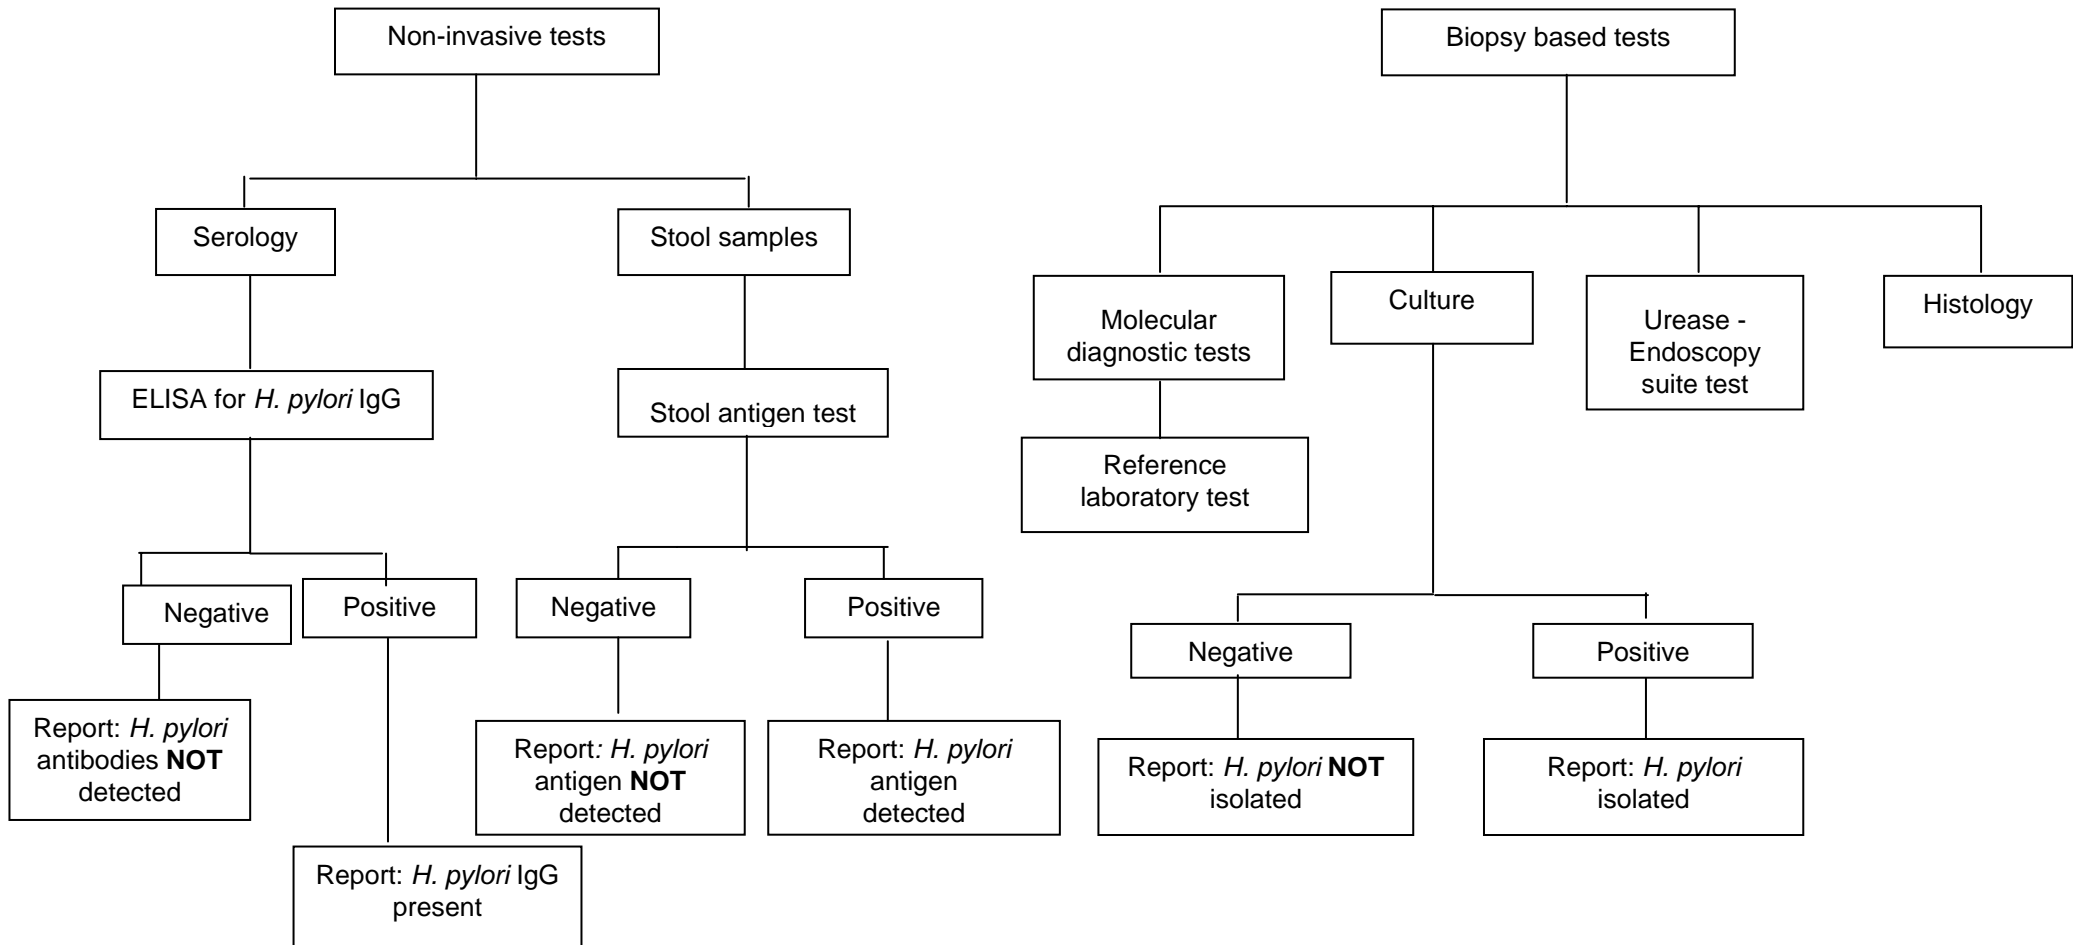 Non-invasive tests
Biopsy based tests
Serology
Stool samples
Molecular
diagnostic tests
Culture
Urease -
Endoscopy
suite test
Histology
ELISA for H. pylori IgG
Stool antigen test
Reference
laboratory test
Negative
Positive
Negative
Positive
Negative
Positive
Report: H. pylori
antibodies NOT
detected
Report: H. pylori IgG
present
Report: H. pylori
antigen NOT
detected
Report: H. pylori
antigen
detected
Report: H. pylori NOT
isolated
Report: H. pylori
isolated